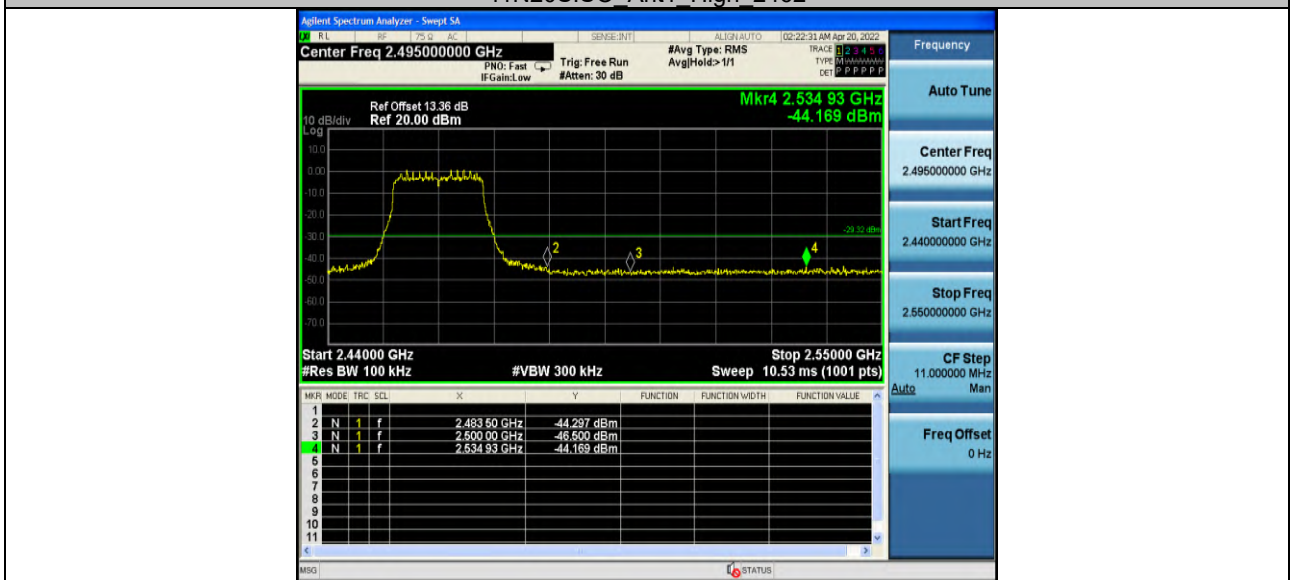 Agilent Spectrum Analyzer - Swept SA
RL RF 75 Ω AC SENSE:INT ALIGNAUTO 02:22:31 AM Apr 20, 2022
Center Freq 2.495000000 GHz #Avg Type: RMS TRACE 1 2 3 4 5 6
PNO: Fast Trig: Free Run Avg|Hold:>1/1 TYPE M
IFGain:Low #Atten: 30 dB DET P P P P P P
Mkr4 2.534 93 GHz
Ref Offset 13.36 dB
10 dB/div Ref 20.00 dBm -44.169 dBm
Log
10.0
0.00
-10.0
-20.0
-29.32 dBm
-30.0
-40.0
-50.0
-60.0
-70.0
2 3 4
Start 2.44000 GHz Stop 2.55000 GHz
#Res BW 100 kHz #VBW 300 kHz Sweep 10.53 ms (1001 pts)
MKR MODE TRC SCL X Y FUNCTION FUNCTION WIDTH FUNCTION VALUE
1
2 N 1 f 2.483 50 GHz -44.297 dBm
3 N 1 f 2.500 00 GHz -46.500 dBm
4 N 1 f 2.534 93 GHz -44.169 dBm
5
6
7
8
9
10
11
MSG STATUS
Frequency
Auto Tune
Center Freq
2.495000000 GHz
Start Freq
2.440000000 GHz
Stop Freq
2.550000000 GHz
CF Step
11.000000 MHz
Auto Man
Freq Offset
0 Hz